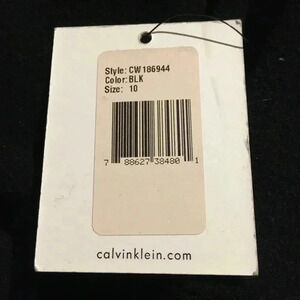 Style: CW186944
Color: BLK
Size: 10
7 88627 38480 1
calvinklein.com